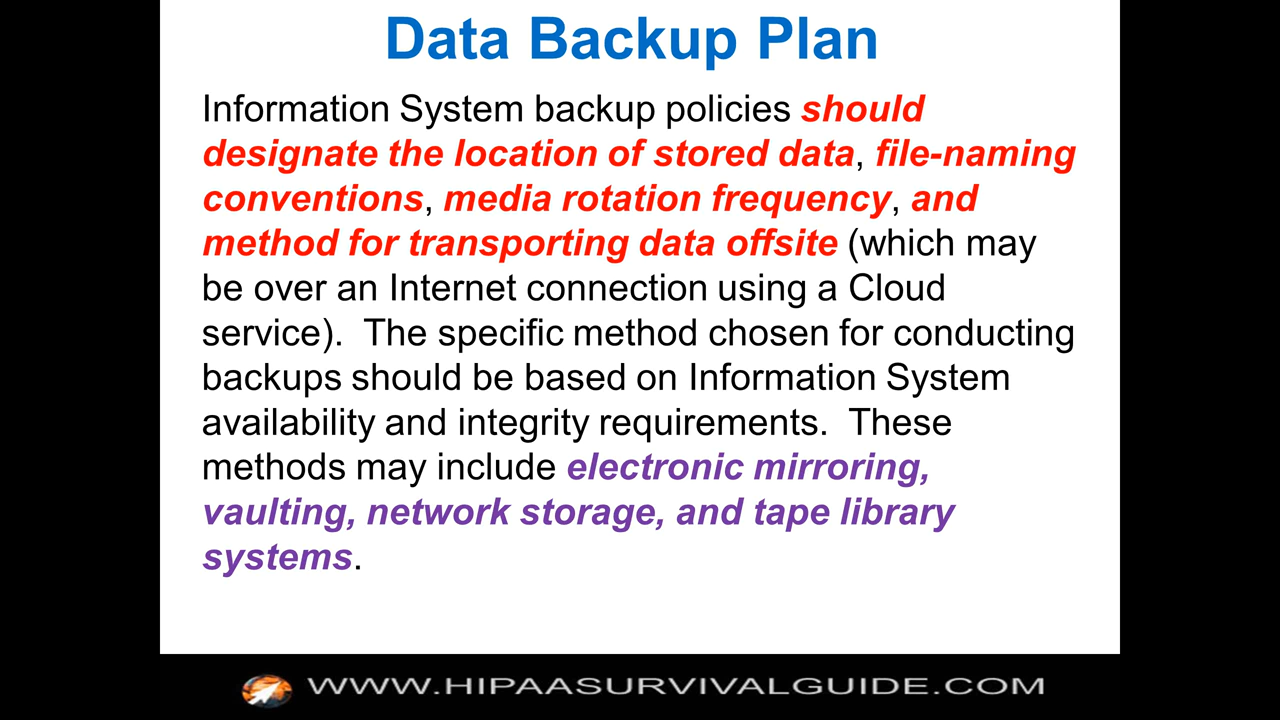 Data Backup Plan
Information System backup policies should
designate the location of stored data, file-naming
conventions, media rotation frequency, and
method for transporting data offsite (which may
be over an Internet connection using a Cloud
service).  The specific method chosen for conducting
backups should be based on Information System
availability and integrity requirements.  These
methods may include electronic mirroring,
vaulting, network storage, and tape library
systems.
WWW.HIPAASURVIVALGUIDE.COM